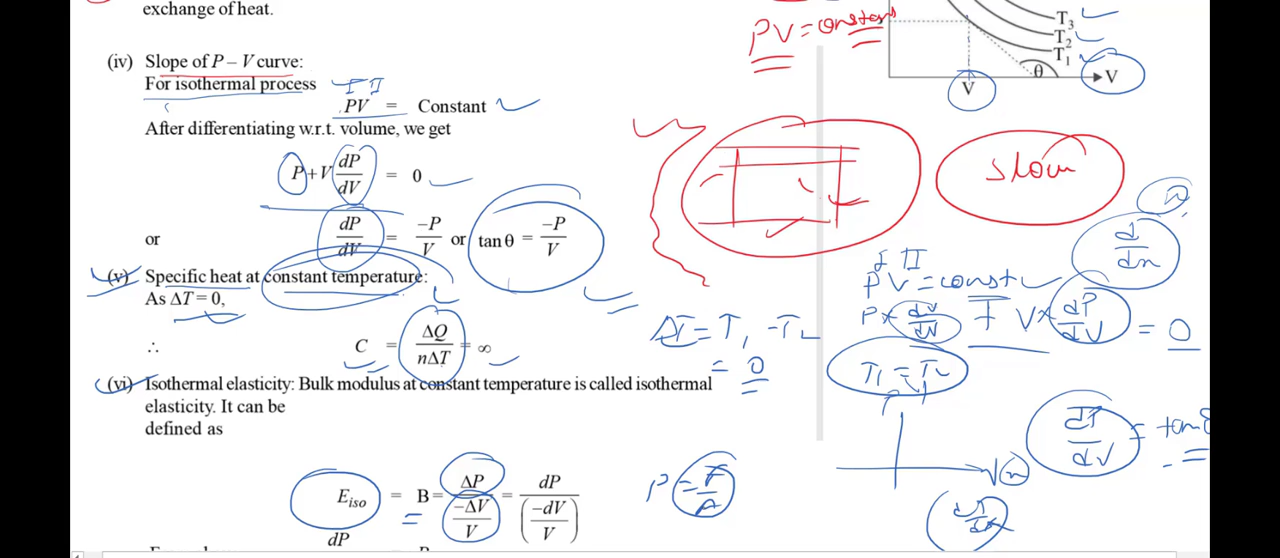 exchange of heat.
PV = constant
T3
T2
T1
θ
V
V
(iv) Slope of P – V curve:
For isothermal process
PV = Constant
After differentiating w.r.t. volume, we get
P+V dP/dV = 0
or dP/dV = -P/V or tan θ = -P/V
(v) Specific heat at constant temperature:
As ΔT = 0,
∴ C = ΔQ/nΔT = ∞
(vi) Isothermal elasticity: Bulk modulus at constant temperature is called isothermal
elasticity. It can be
defined as
E_iso = B = ΔP/(-ΔV/V) = dP/(-dV/V)
dP
slow
d/dx
PV = const
P × dV/dV + V × dP/dV = 0
ΔT = T1 - T2
= 0
T1 = T2
dP/dV = tan θ
P = F/A